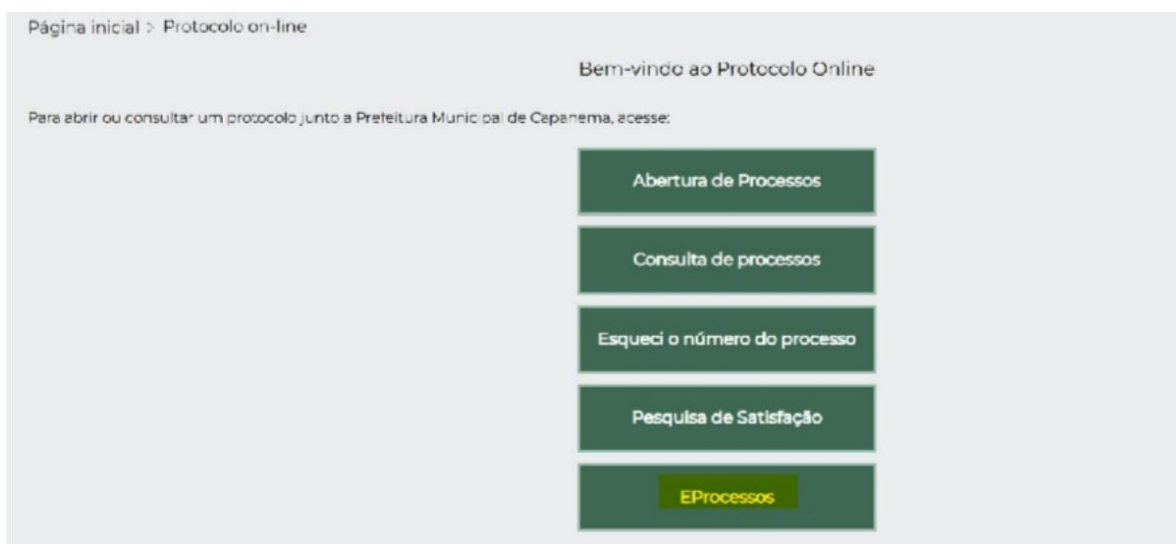 Página inicial > Protocolo on-line
Bem-vindo ao Protocolo Online
Para abrir ou consultar um protocolo junto a Prefeitura Municipal de Capanema, acesse:
Abertura de Processos
Consulta de processos
Esqueci o número do processo
Pesquisa de Satisfação
EProcessos